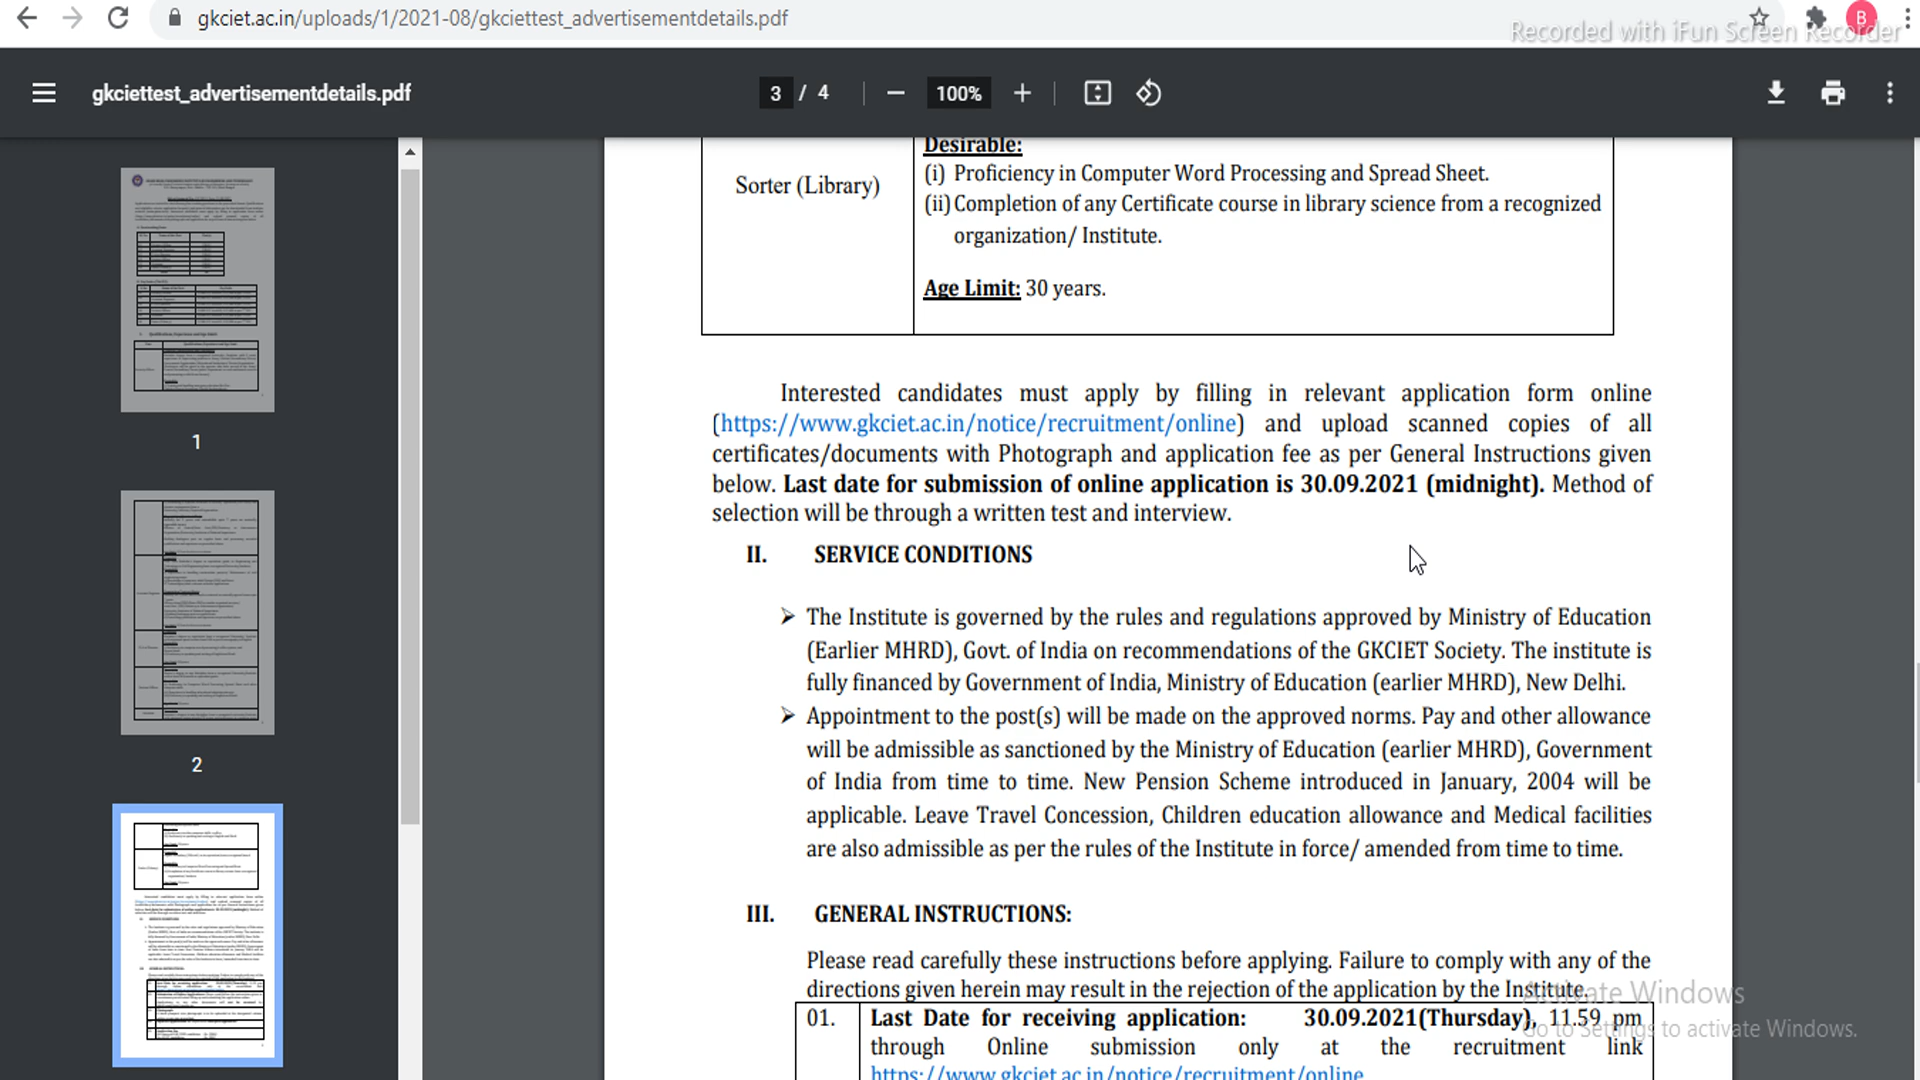 gkciet.ac.in/uploads/1/2021-08/gkciettest_advertisementdetails.pdf
B
Recorded with iFun Screen Recorder
gkciettest_advertisementdetails.pdf
3 / 4
100%
Desirable:
Sorter (Library)
(i) Proficiency in Computer Word Processing and Spread Sheet.
(ii) Completion of any Certificate course in library science from a recognized
organization/ Institute.
Age Limit: 30 years.
Interested candidates must apply by filling in relevant application form online
(https://www.gkciet.ac.in/notice/recruitment/online) and upload scanned copies of all
certificates/documents with Photograph and application fee as per General Instructions given
below. Last date for submission of online application is 30.09.2021 (midnight). Method of
selection will be through a written test and interview.
II. SERVICE CONDITIONS
➢ The Institute is governed by the rules and regulations approved by Ministry of Education
(Earlier MHRD), Govt. of India on recommendations of the GKCIET Society. The institute is
fully financed by Government of India, Ministry of Education (earlier MHRD), New Delhi.
➢ Appointment to the post(s) will be made on the approved norms. Pay and other allowance
will be admissible as sanctioned by the Ministry of Education (earlier MHRD), Government
of India from time to time. New Pension Scheme introduced in January, 2004 will be
applicable. Leave Travel Concession, Children education allowance and Medical facilities
are also admissible as per the rules of the Institute in force/ amended from time to time.
III. GENERAL INSTRUCTIONS:
Please read carefully these instructions before applying. Failure to comply with any of the
directions given herein may result in the rejection of the application by the Institute.
01. Last Date for receiving application: 30.09.2021(Thursday), 11.59 pm
through Online submission only at the recruitment link
https://www.gkciet.ac.in/notice/recruitment/online
Activate Windows
Go to Settings to activate Windows.
1
2